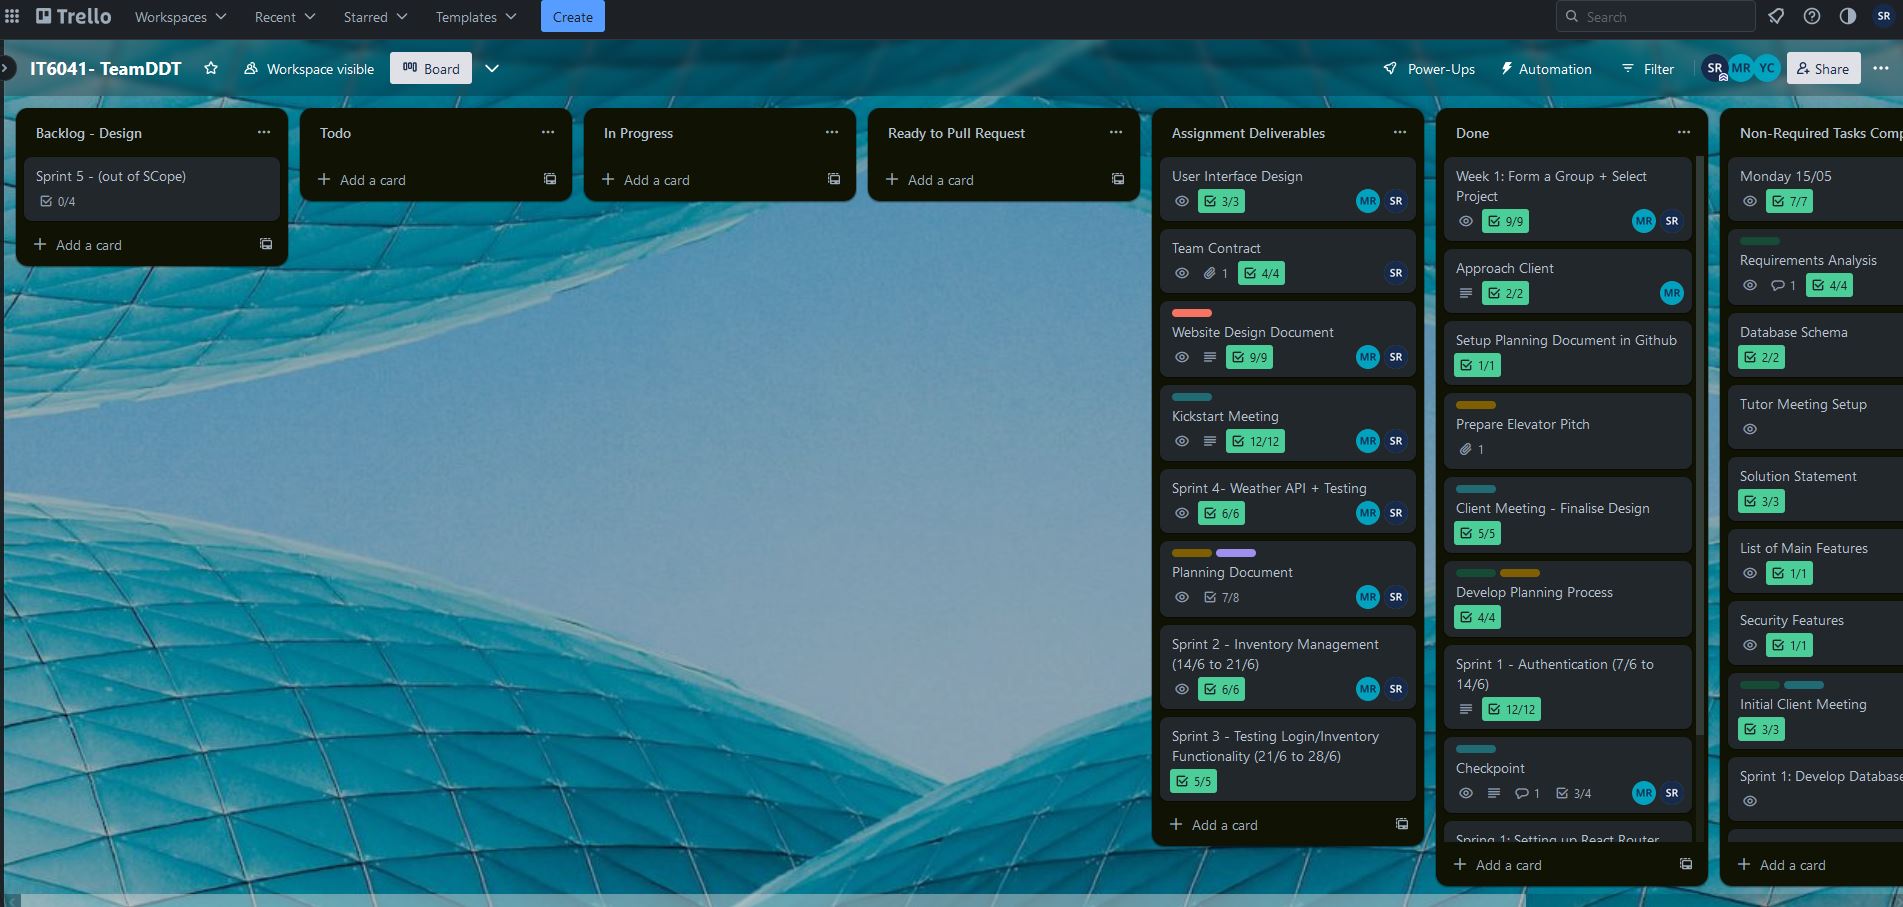 Trello
Workspaces
Recent
Starred
Templates
Create
Search
SR
IT6041- TeamDDT
Workspace visible
Board
Power-Ups
Automation
Filter
SR
MR
YC
Share
Backlog - Design
Sprint 5 - (out of SCope)
0/4
Add a card
Todo
Add a card
In Progress
Add a card
Ready to Pull Request
Add a card
Assignment Deliverables
User Interface Design
3/3
MR
SR
Team Contract
1
4/4
SR
Website Design Document
9/9
MR
SR
Kickstart Meeting
12/12
MR
SR
Sprint 4- Weather API + Testing
6/6
MR
SR
Planning Document
7/8
MR
SR
Sprint 2 - Inventory Management
(14/6 to 21/6)
6/6
MR
SR
Sprint 3 - Testing Login/Inventory
Functionality (21/6 to 28/6)
5/5
Add a card
Done
Week 1: Form a Group + Select
Project
9/9
MR
SR
Approach Client
2/2
MR
Setup Planning Document in Github
1/1
Prepare Elevator Pitch
1
Client Meeting - Finalise Design
5/5
Develop Planning Process
4/4
Sprint 1 - Authentication (7/6 to
14/6)
12/12
Checkpoint
1
3/4
MR
SR
Spring 1: Setting up React Router
Add a card
Non-Required Tasks Comp
Monday 15/05
7/7
Requirements Analysis
1
4/4
Database Schema
2/2
Tutor Meeting Setup
Solution Statement
3/3
List of Main Features
1/1
Security Features
1/1
Initial Client Meeting
3/3
Sprint 1: Develop Database
Add a card